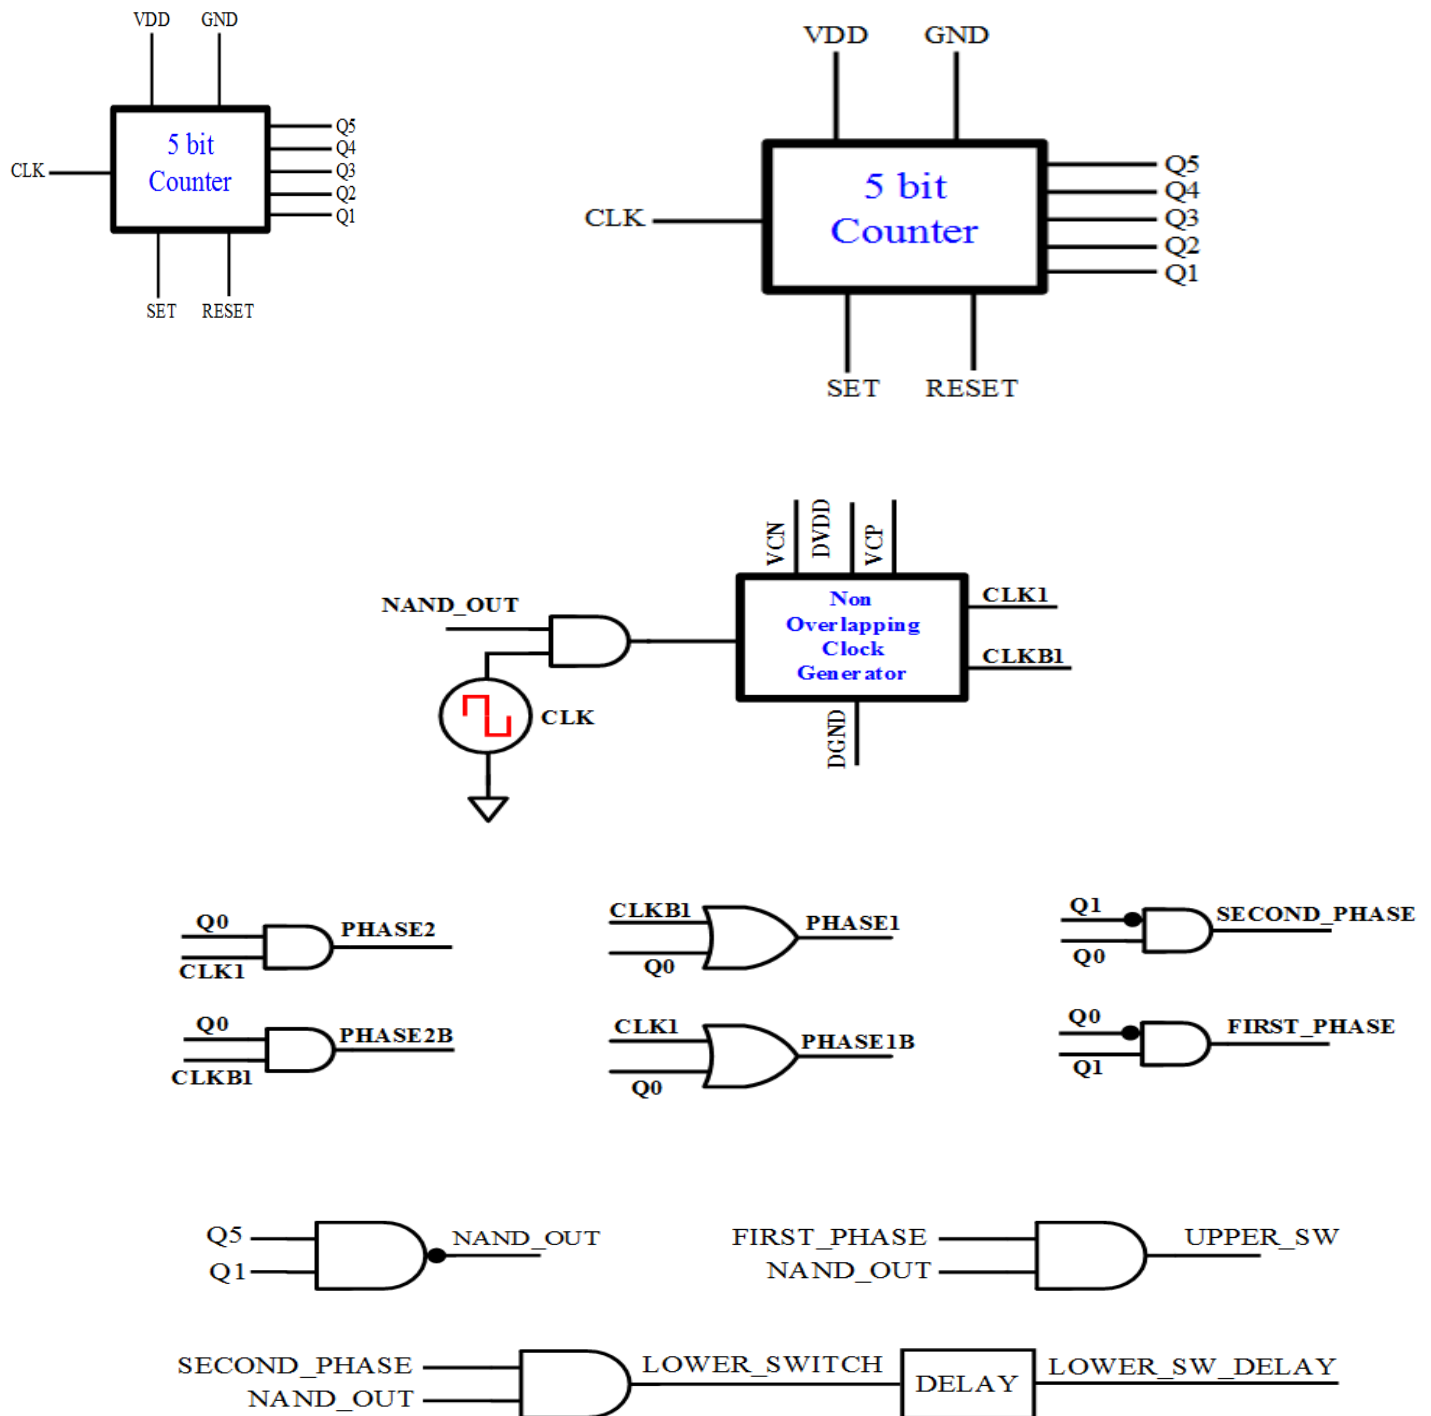 VDD GND
5 bit
Counter
CLK
Q5
Q4
Q3
Q2
Q1
SET RESET
VDD GND
5 bit
Counter
CLK
Q5
Q4
Q3
Q2
Q1
SET RESET
VCN DVDD VCP
NAND_OUT
CLK
Non
Overlapping
Clock
Generator
CLK1
CLKB1
DGND
Q0
CLK1
PHASE2
CLKB1
Q0
PHASE1
Q1
Q0
SECOND_PHASE
Q0
CLKB1
PHASE2B
CLK1
Q0
PHASE1B
Q0
Q1
FIRST_PHASE
Q5
Q1
NAND_OUT
FIRST_PHASE
NAND_OUT
UPPER_SW
SECOND_PHASE
NAND_OUT
LOWER_SWITCH
DELAY
LOWER_SW_DELAY